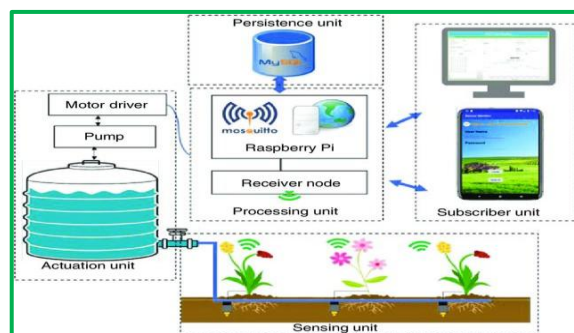 Persistence unit
MySQL
Motor driver
Pump
mosquitto
Raspberry Pi
Receiver node
Processing unit
Subscriber unit
Actuation unit
Sensing unit